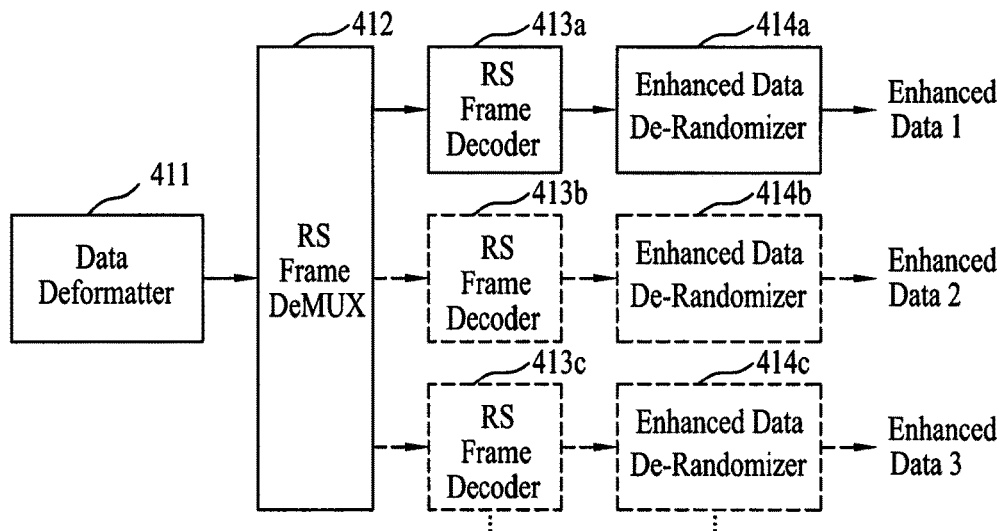 412
413a
414a
RS
Frame
Decoder
Enhanced Data
De-Randomizer
Enhanced
Data 1
411
Data
Deformatter
RS
Frame
DeMUX
413b
414b
RS
Frame
Decoder
Enhanced Data
De-Randomizer
Enhanced
Data 2
413c
414c
RS
Frame
Decoder
Enhanced Data
De-Randomizer
Enhanced
Data 3